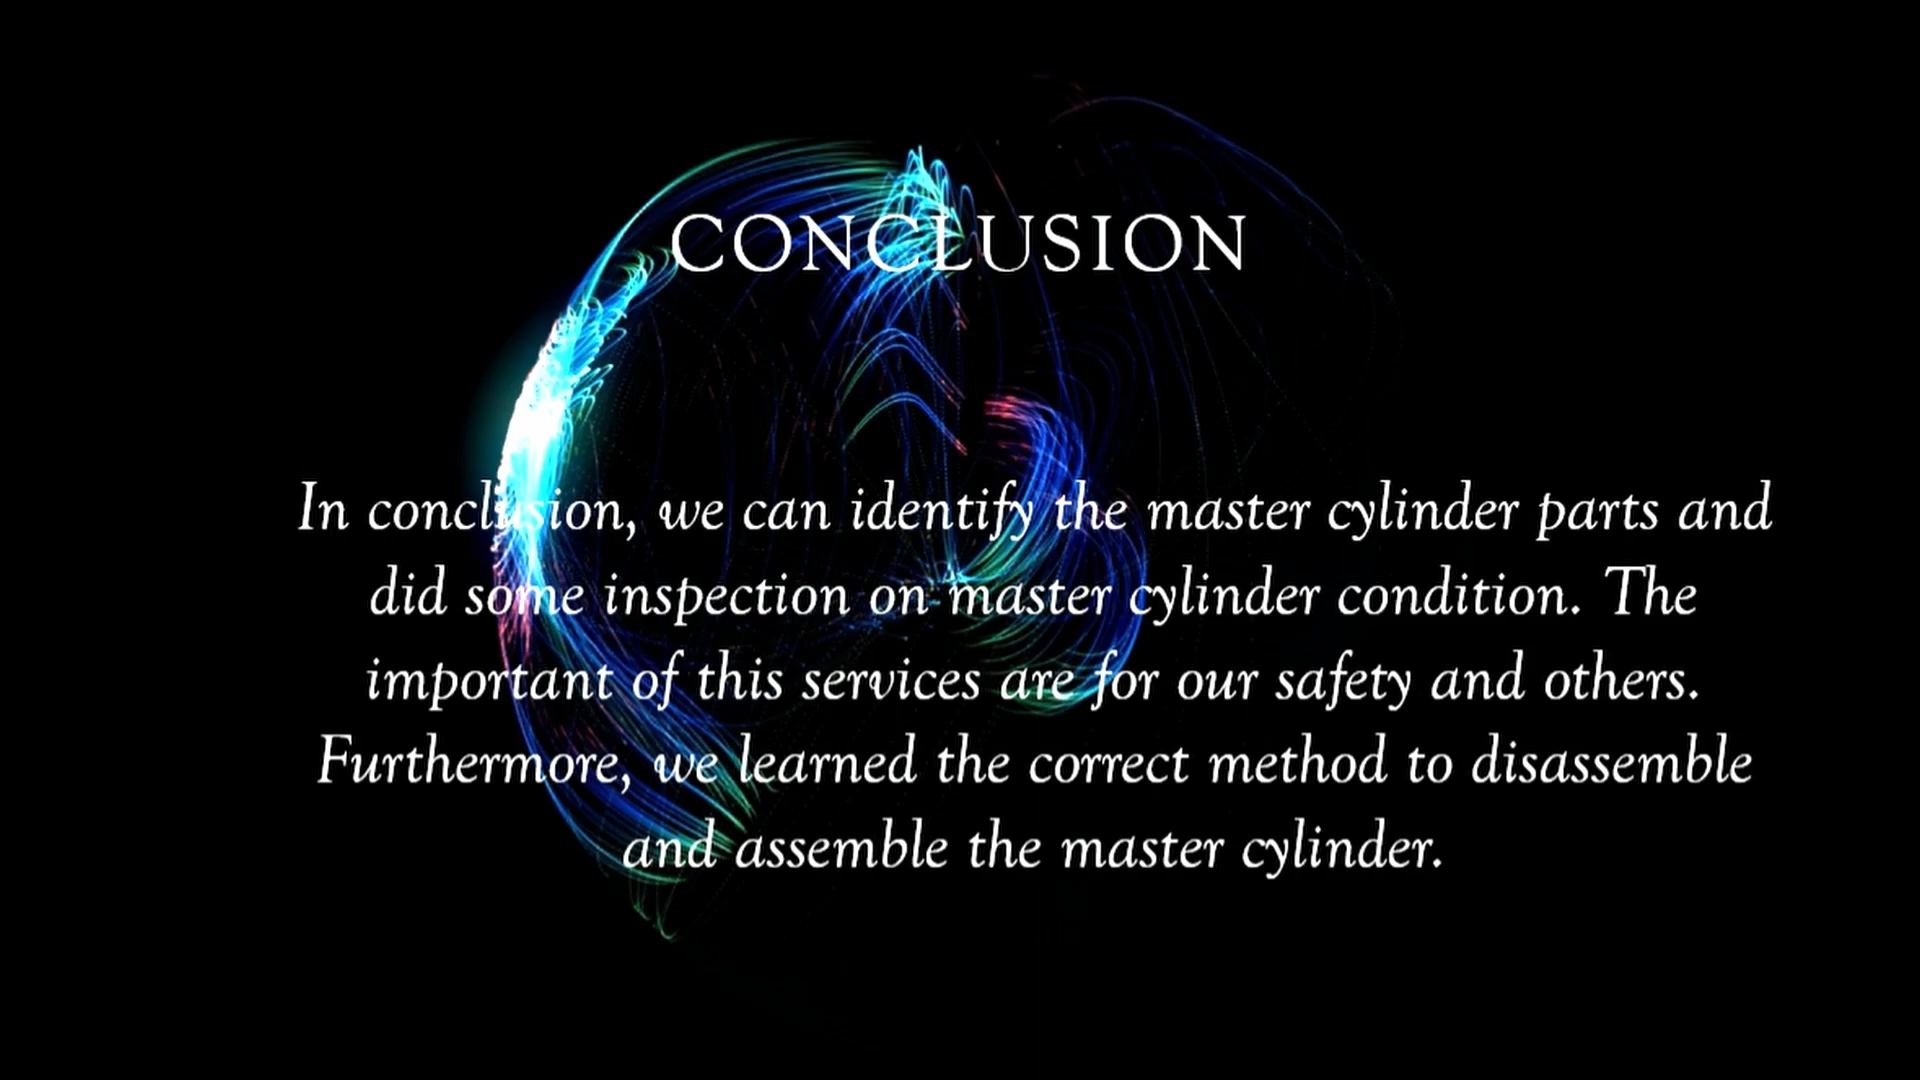 CONCLUSION
In conclusion, we can identify the master cylinder parts and
did some inspection on master cylinder condition. The
important of this services are for our safety and others.
Furthermore, we learned the correct method to disassemble
and assemble the master cylinder.